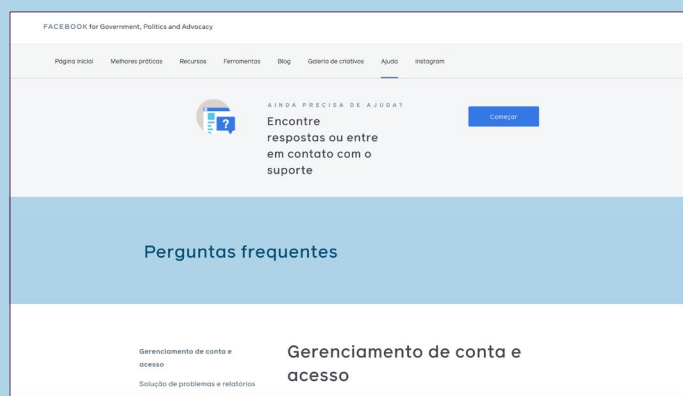 FACEBOOK for Government, Politics and Advocacy
Página inicial Melhores práticas Recursos Ferramentas Blog Galeria de criativos Ajuda Instagram
AINDA PRECISA DE AJUDA?
Encontre
respostas ou entre
em contato com o
suporte
Começar
Perguntas frequentes
Gerenciamento de conta e
acesso
Solução de problemas e relatórios
Gerenciamento de conta e
acesso